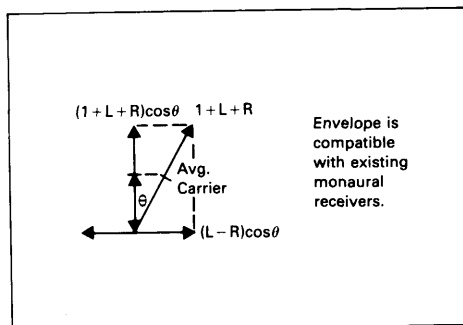 (1+L+R)cosθ 1+L+R
Envelope is
compatible
with existing
monaural
receivers.
Avg.
Carrier
θ
(L−R)cosθ